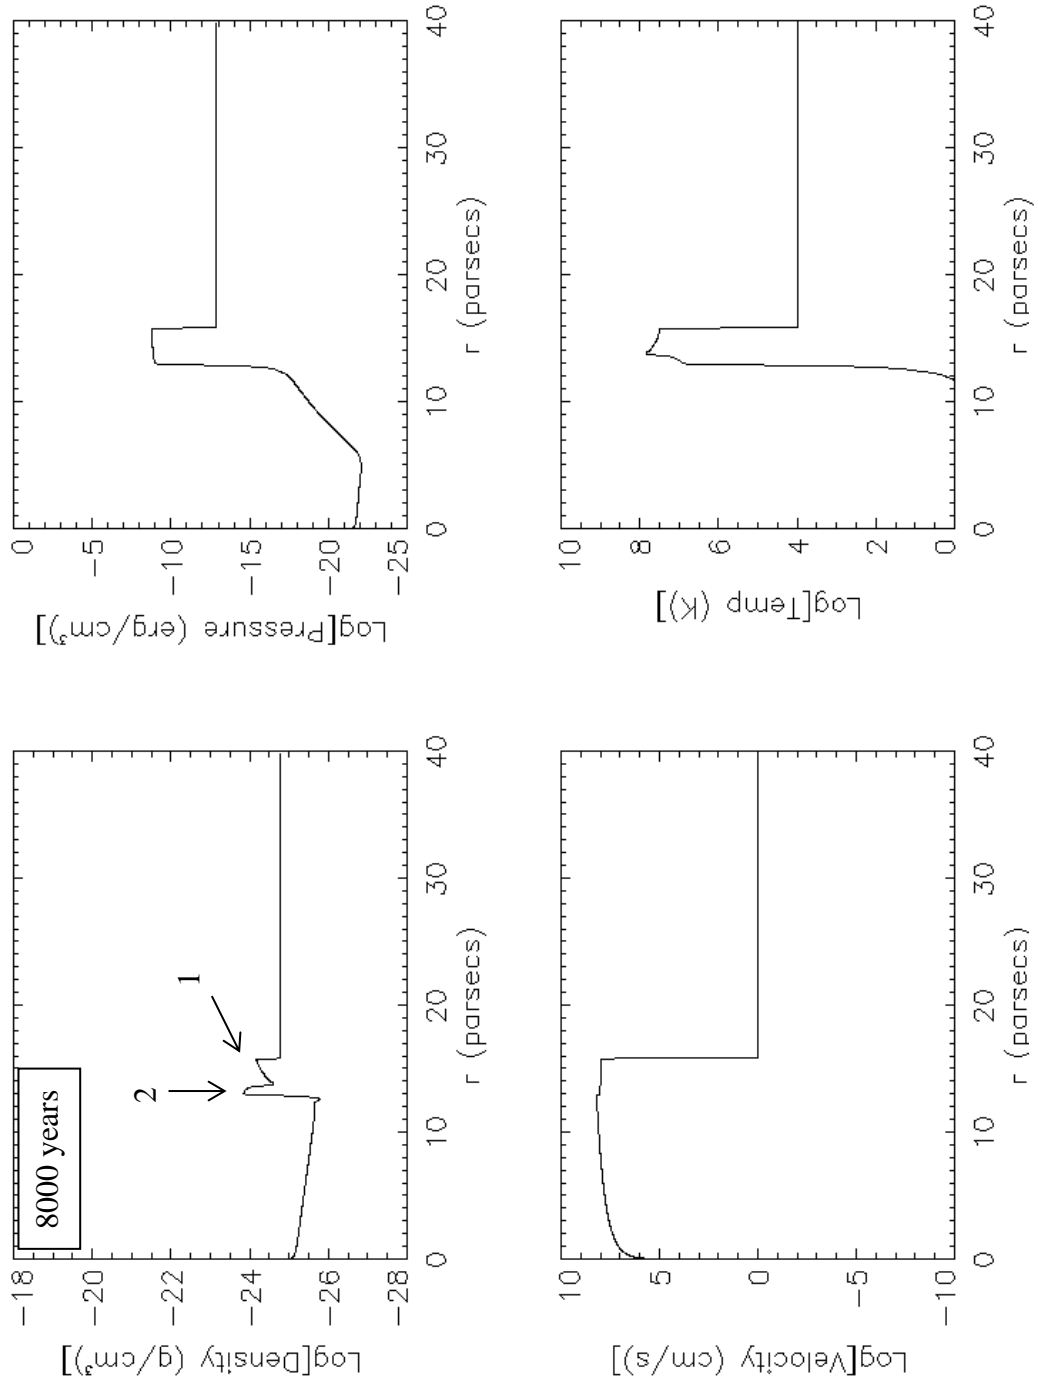 8000 years
2
1
Log[Density (g/cm³)]
−18
−20
−22
−24
−26
−28
0 10 20 30 40
r (parsecs)
Log[Pressure (erg/cm³)]
0
−5
−10
−15
−20
−25
0 10 20 30 40
r (parsecs)
Log[Velocity (cm/s)]
10
5
0
−5
−10
0 10 20 30 40
r (parsecs)
Log[Temp (K)]
10
8
6
4
2
0
0 10 20 30 40
r (parsecs)